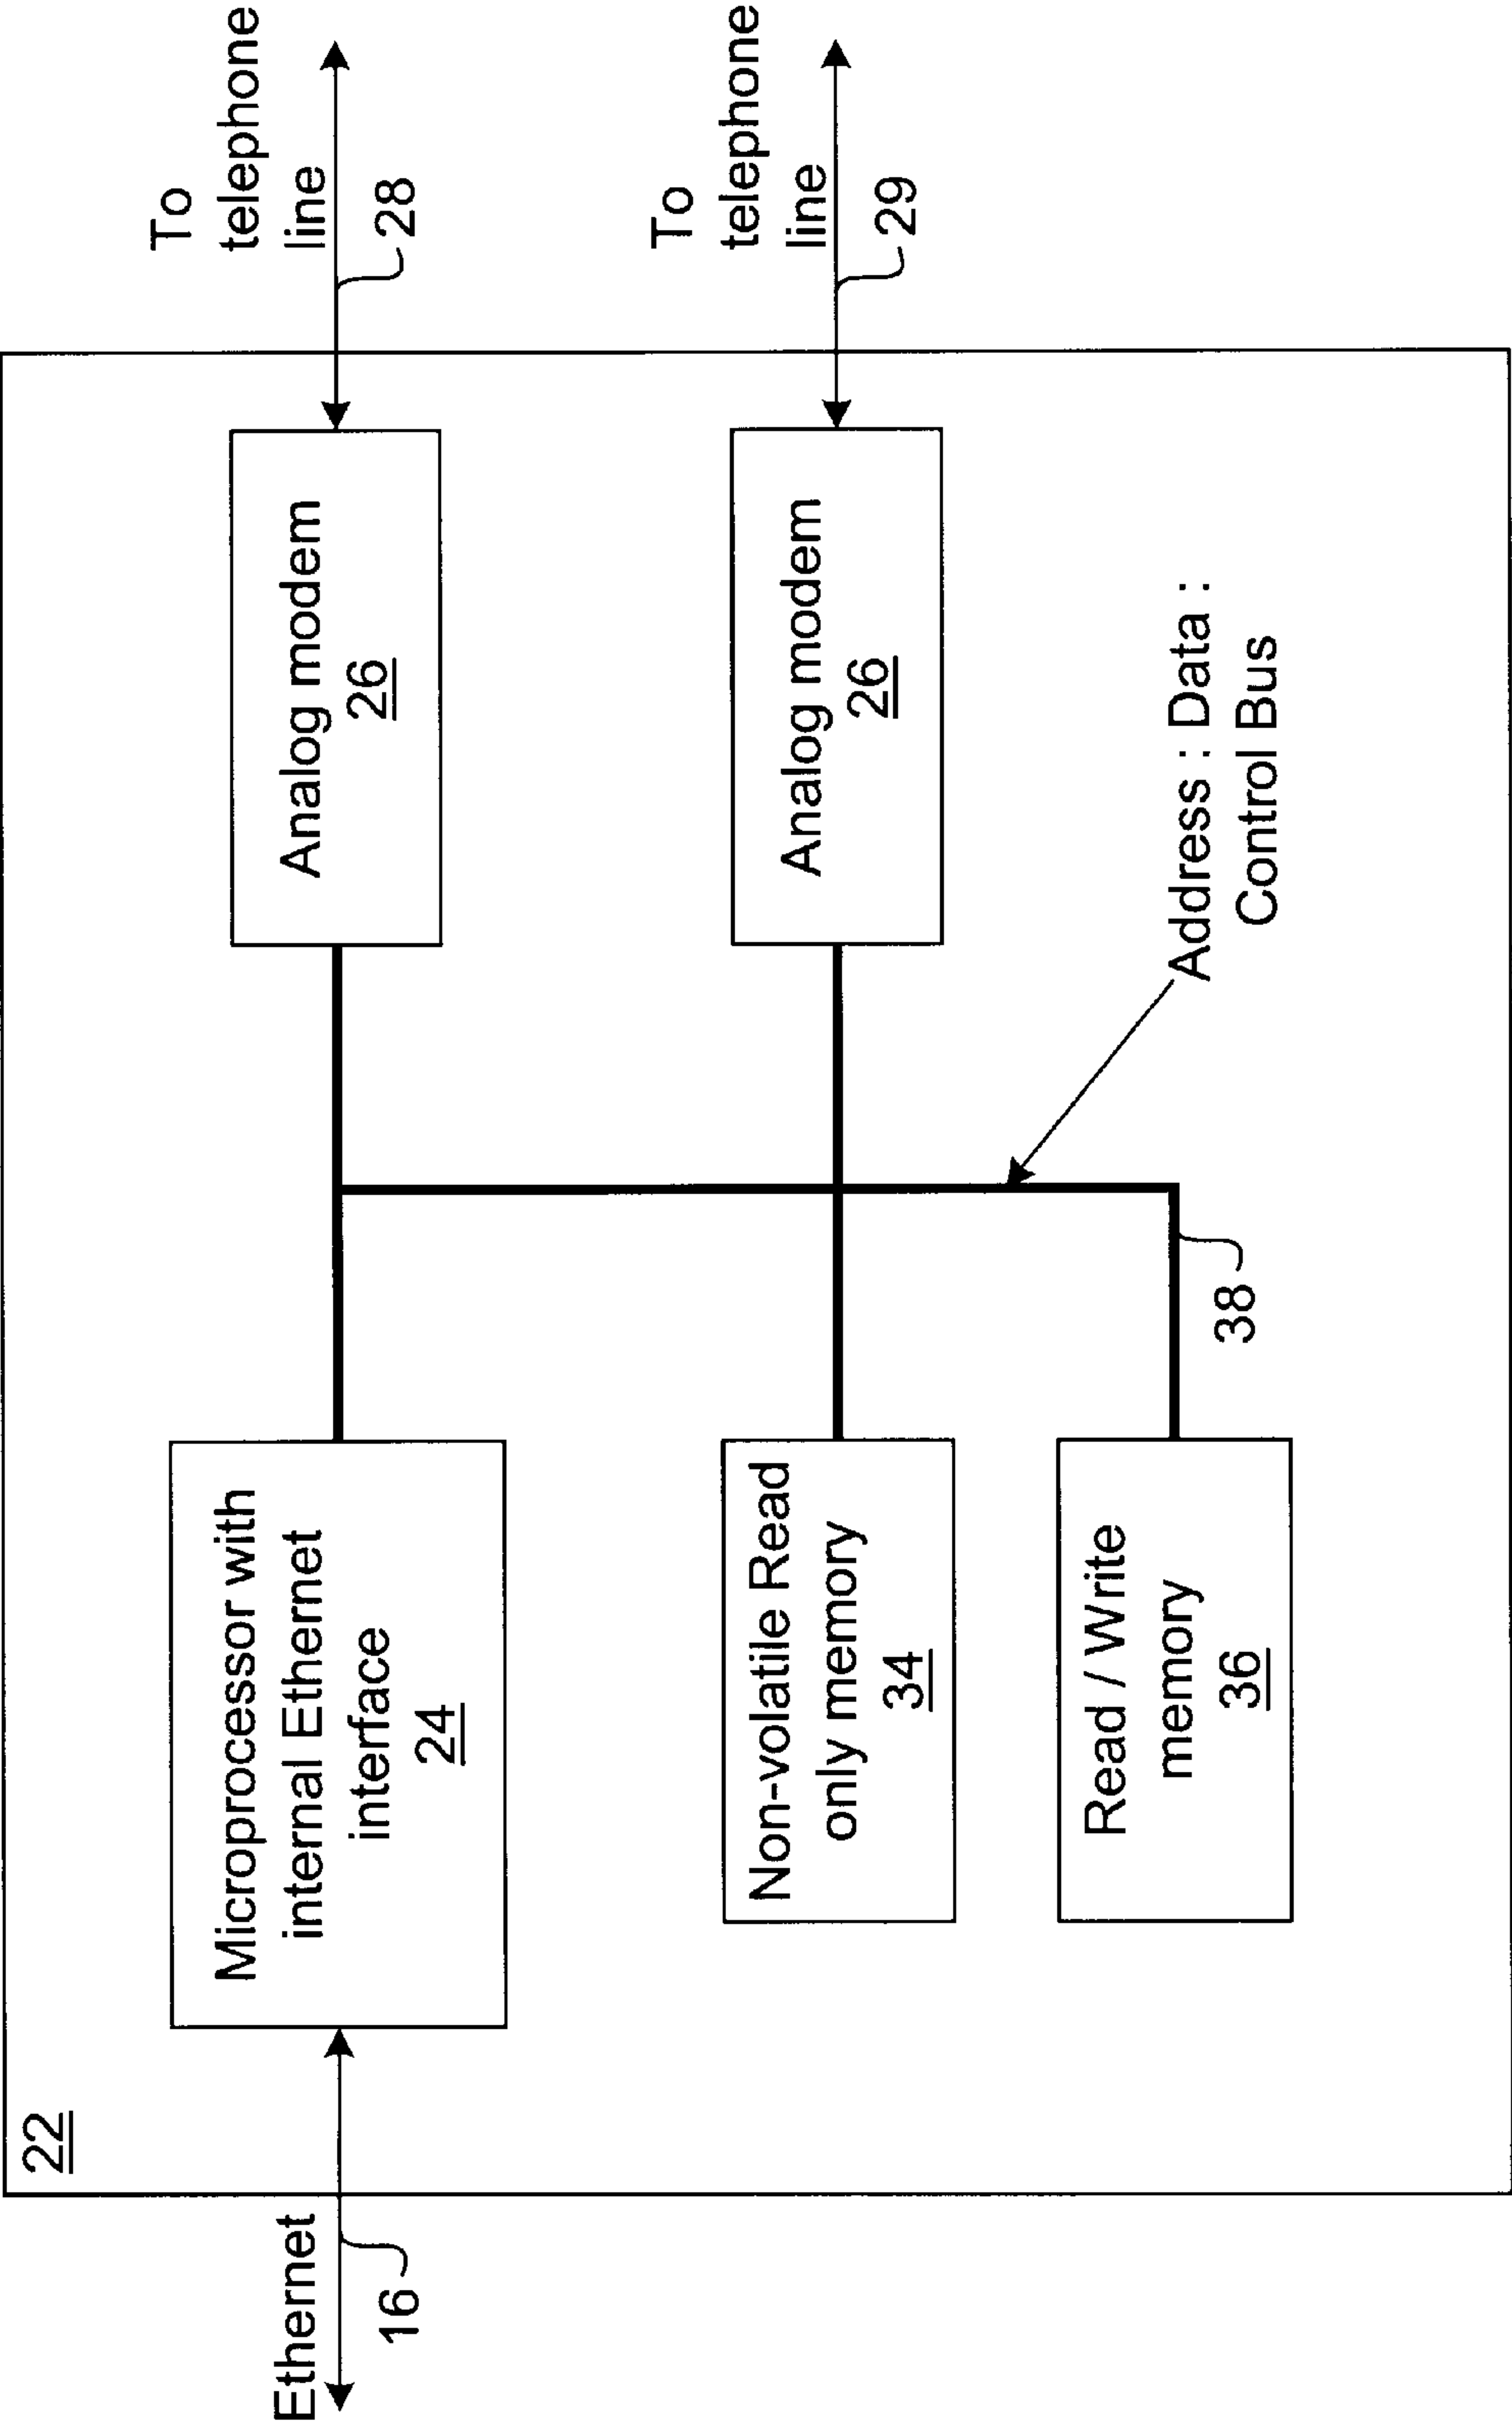 22
Ethernet
16
Microprocessor with
internal Ethernet
interface
24
Analog modem
26
To
telephone
line
28
Non-volatile Read
only memory
34
Analog modem
26
To
telephone
line
29
Read / Write
memory
36
38
Address : Data :
Control Bus